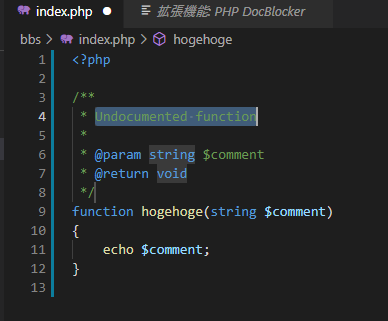 index.php ● 拡張機能: PHP DocBlocker
bbs > index.php > hogehoge
1 <?php
2
3 /**
4  * Undocumented function
5  *
6  * @param string $comment
7  * @return void
8  */
9 function hogehoge(string $comment)
10 {
11     echo $comment;
12 }
13